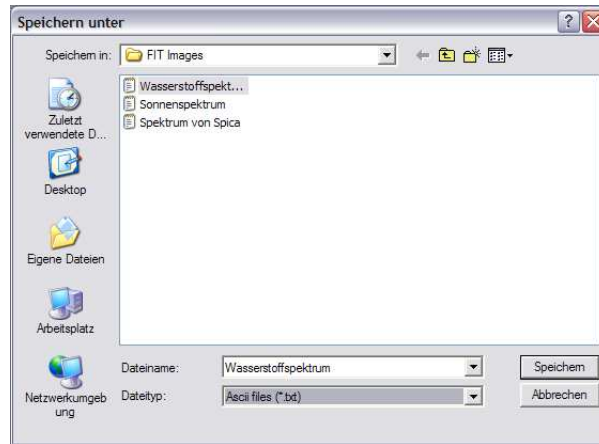 Speichern unter
Speichern in:
FIT Images
Wasserstoffspekt...
Sonnenspektrum
Spektrum von Spica
Zuletzt
verwendete D...
Desktop
Eigene Dateien
Arbeitsplatz
Netzwerkumgeb
ung
Dateiname:
Wasserstoffspektrum
Speichern
Dateityp:
Ascii files (*.txt)
Abbrechen